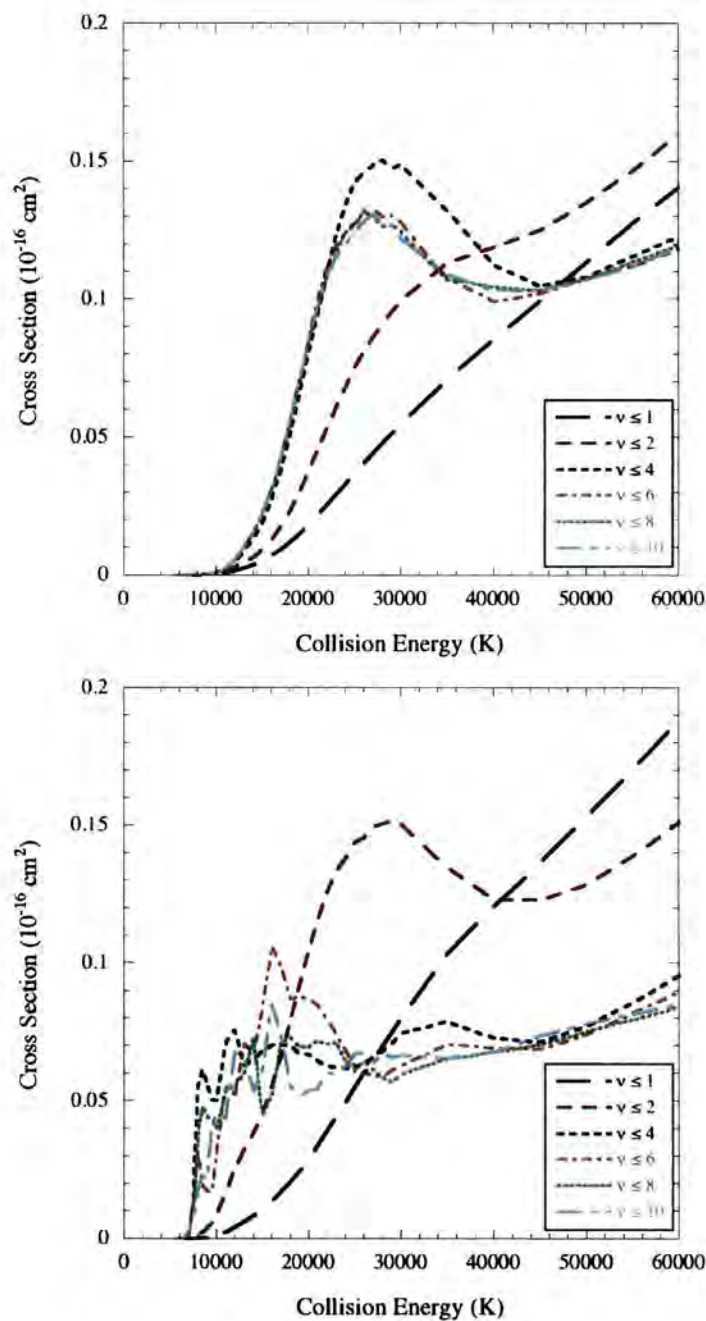 0.2
0.15
0.1
0.05
0
Cross Section (10⁻¹⁶ cm²)
ν ≤ 1
ν ≤ 2
ν ≤ 4
ν ≤ 6
ν ≤ 8
ν ≤ 10
0 10000 20000 30000 40000 50000 60000
Collision Energy (K)
0.2
0.15
0.1
0.05
0
Cross Section (10⁻¹⁶ cm²)
ν ≤ 1
ν ≤ 2
ν ≤ 4
ν ≤ 6
ν ≤ 8
ν ≤ 10
0 10000 20000 30000 40000 50000 60000
Collision Energy (K)